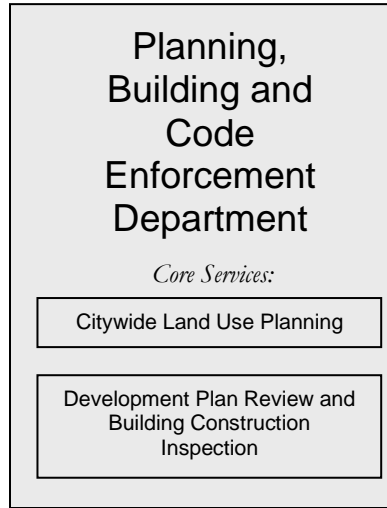 Planning,
Building and
Code
Enforcement
Department
Core Services:
Citywide Land Use Planning
Development Plan Review and
Building Construction
Inspection